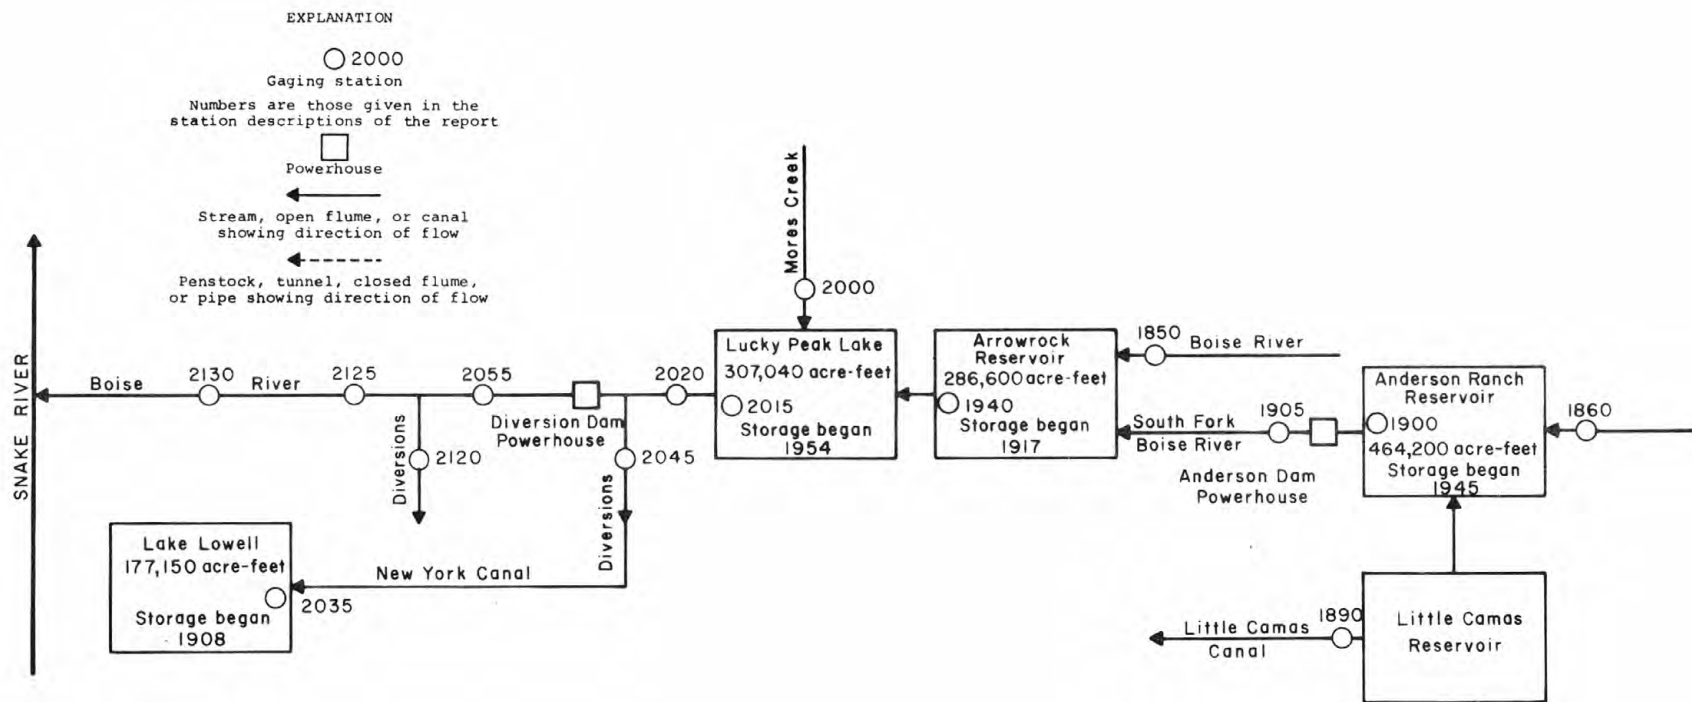 EXPLANATION
2000
Gaging station
Numbers are those given in the
station descriptions of the report
Powerhouse
Stream, open flume, or canal
showing direction of flow
Penstock, tunnel, closed flume,
or pipe showing direction of flow
SNAKE RIVER
Boise
2130
River
2125
2055
Diversion Dam
Powerhouse
2020
Diversions
2120
2045
Diversions
New York Canal
Lake Lowell
177,150 acre-feet
Storage began
1908
2035
Mores Creek
2000
Lucky Peak Lake
307,040 acre-feet
2015
Storage began
1954
Arrowrock
Reservoir
286,600 acre-feet
1940
Storage began
1917
1850
Boise River
South Fork
Boise River
1905
Anderson Dam
Powerhouse
Anderson Ranch
Reservoir
1900
464,200 acre-feet
Storage began
1945
1860
Little Camas
Canal
1890
Little Camas
Reservoir